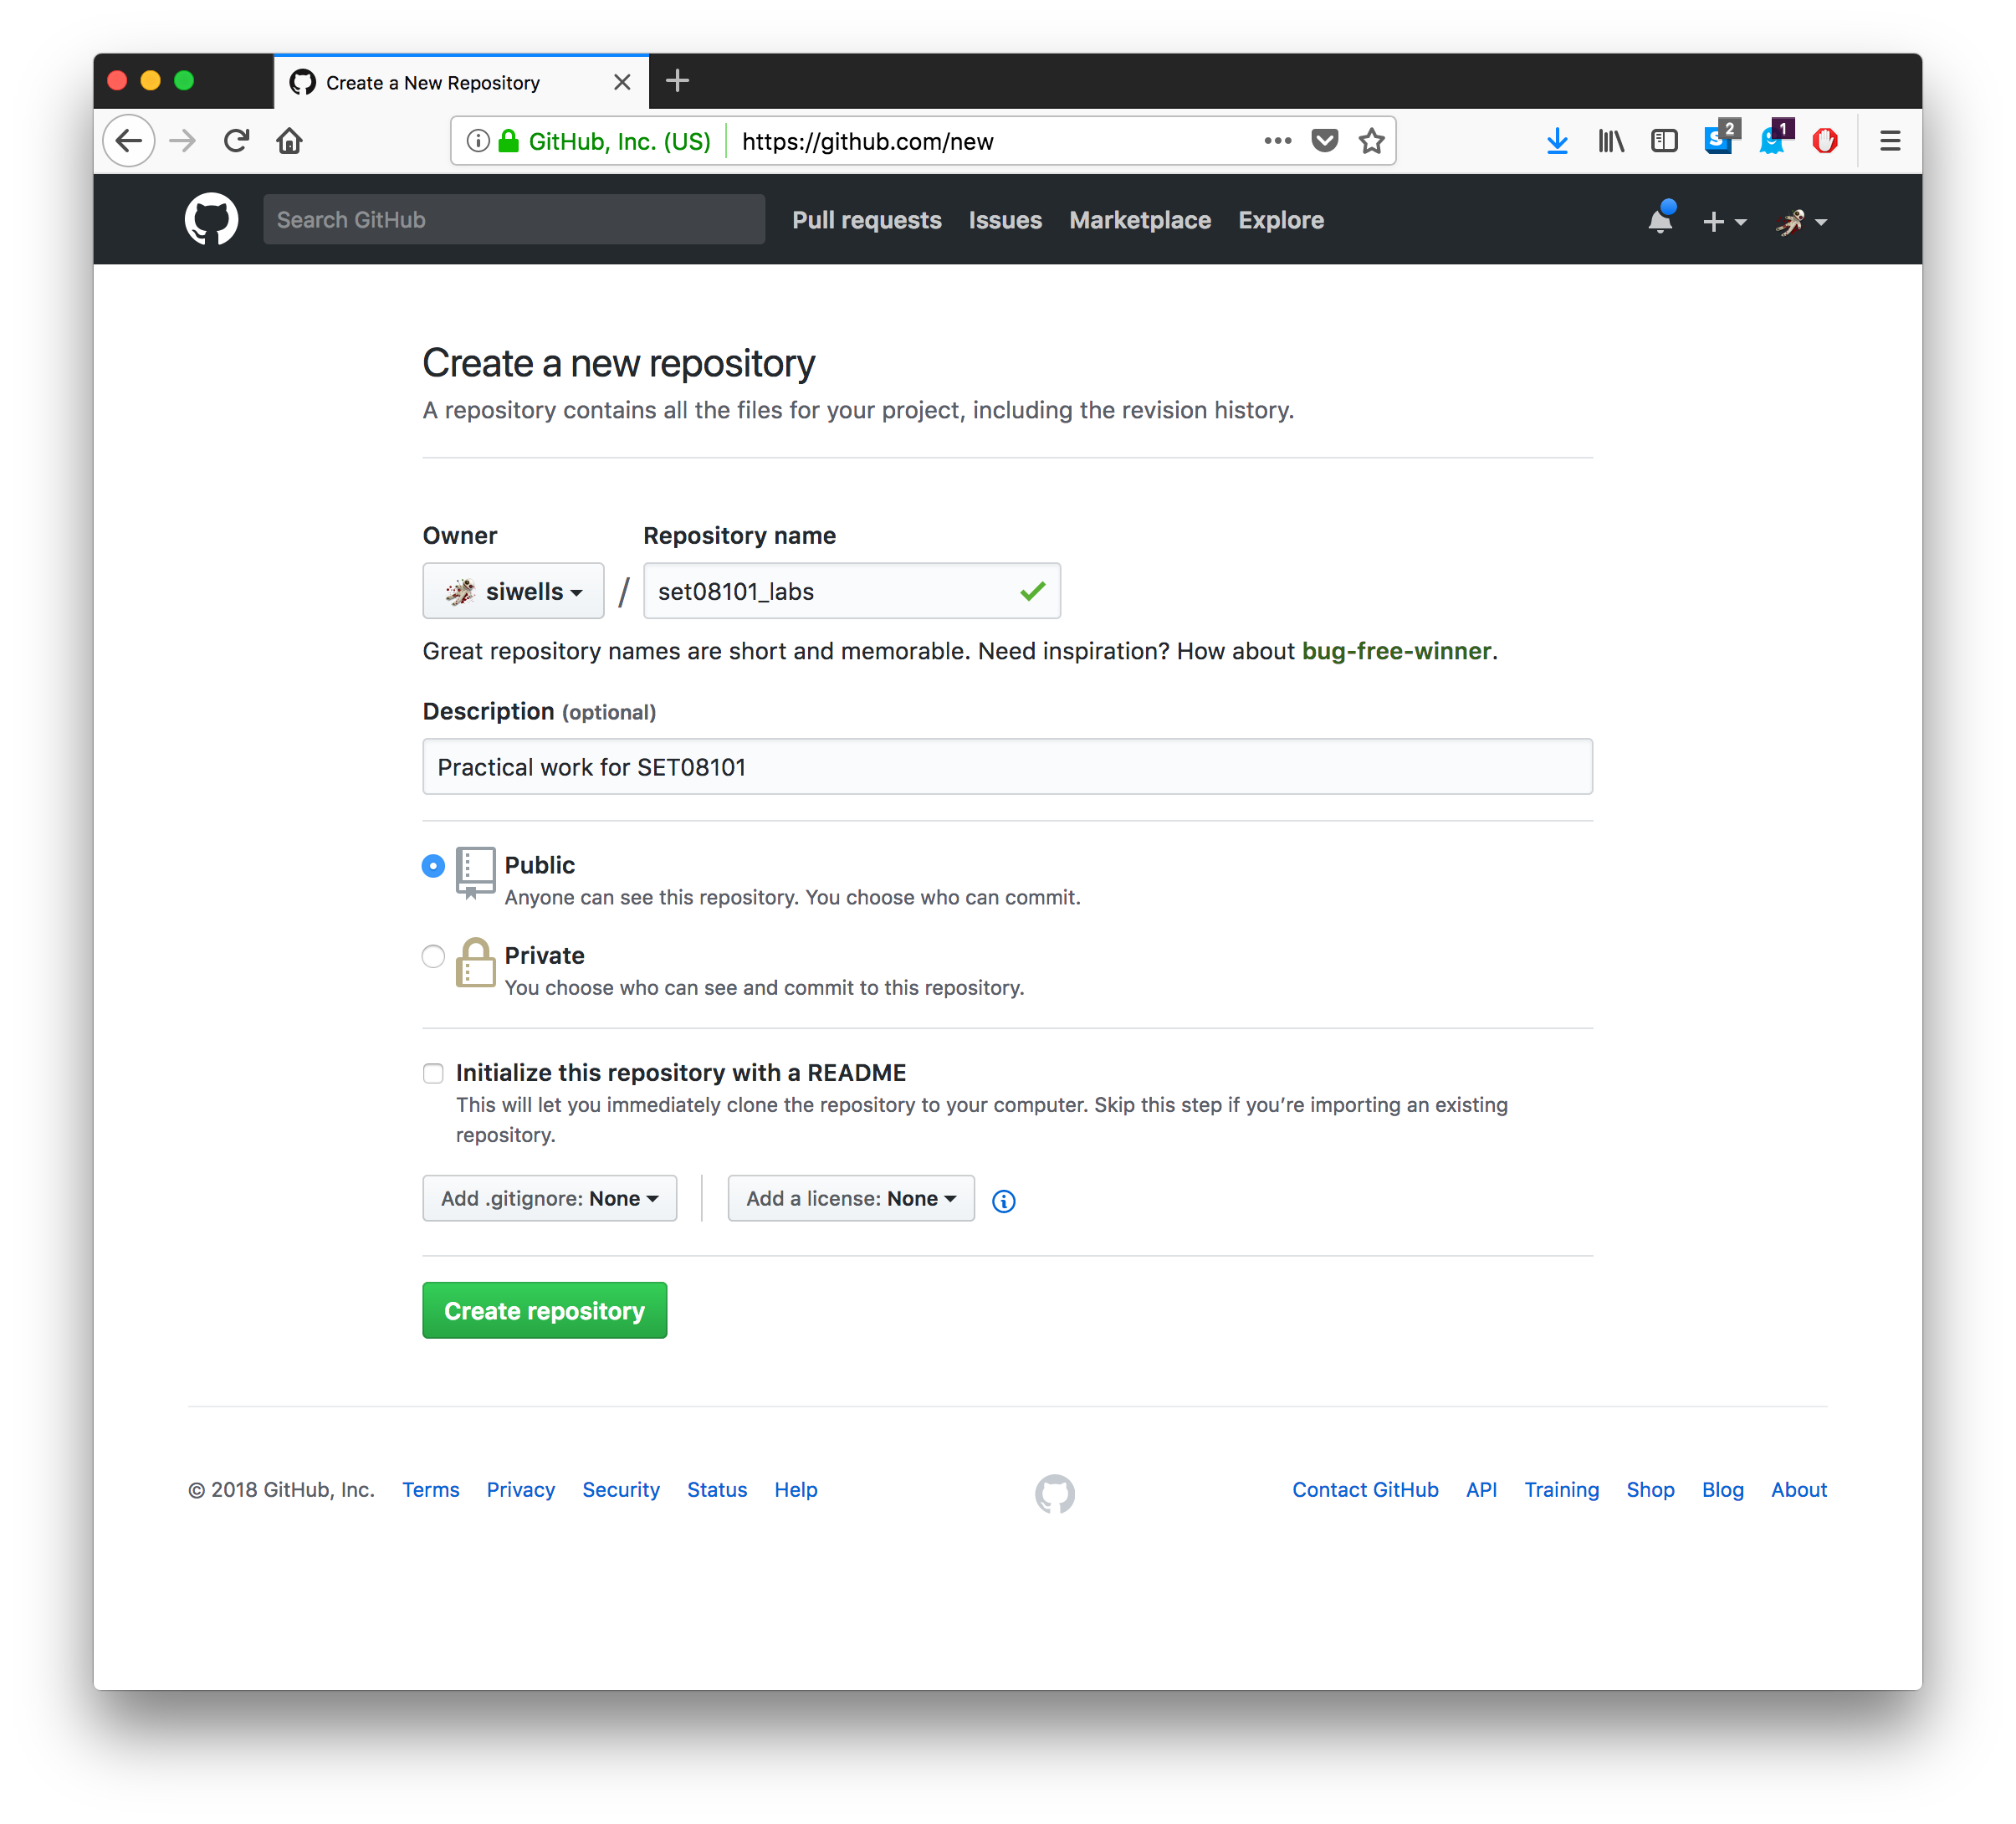 Create a New Repository
GitHub, Inc. (US) https://github.com/new
2
S
1
Search GitHub Pull requests Issues Marketplace Explore
Create a new repository
A repository contains all the files for your project, including the revision history.
Owner Repository name
siwells / set08101_labs
Great repository names are short and memorable. Need inspiration? How about bug-free-winner.
Description (optional)
Practical work for SET08101
Public
Anyone can see this repository. You choose who can commit.
Private
You choose who can see and commit to this repository.
Initialize this repository with a README
This will let you immediately clone the repository to your computer. Skip this step if you’re importing an existing
repository.
Add .gitignore: None Add a license: None
Create repository
© 2018 GitHub, Inc. Terms Privacy Security Status Help Contact GitHub API Training Shop Blog About